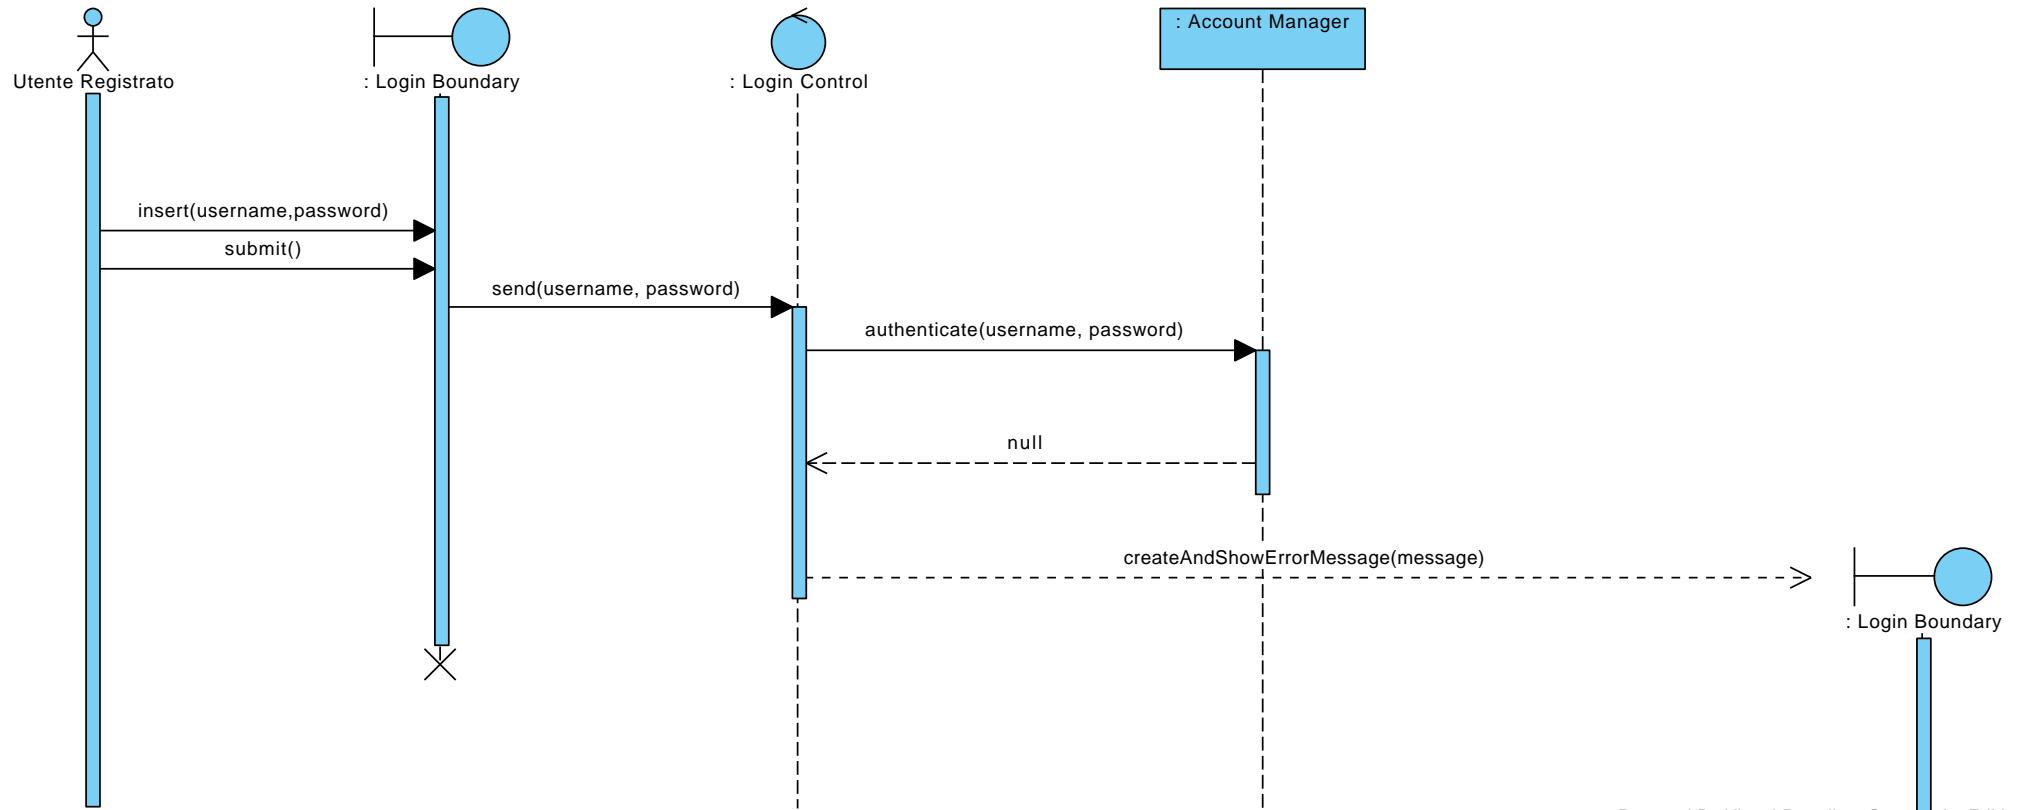 : Account Manager
Utente Registrato
: Login Boundary
: Login Control
insert(username,password)
submit()
send(username, password)
authenticate(username, password)
null
createAndShowErrorMessage(message)
: Login Boundary